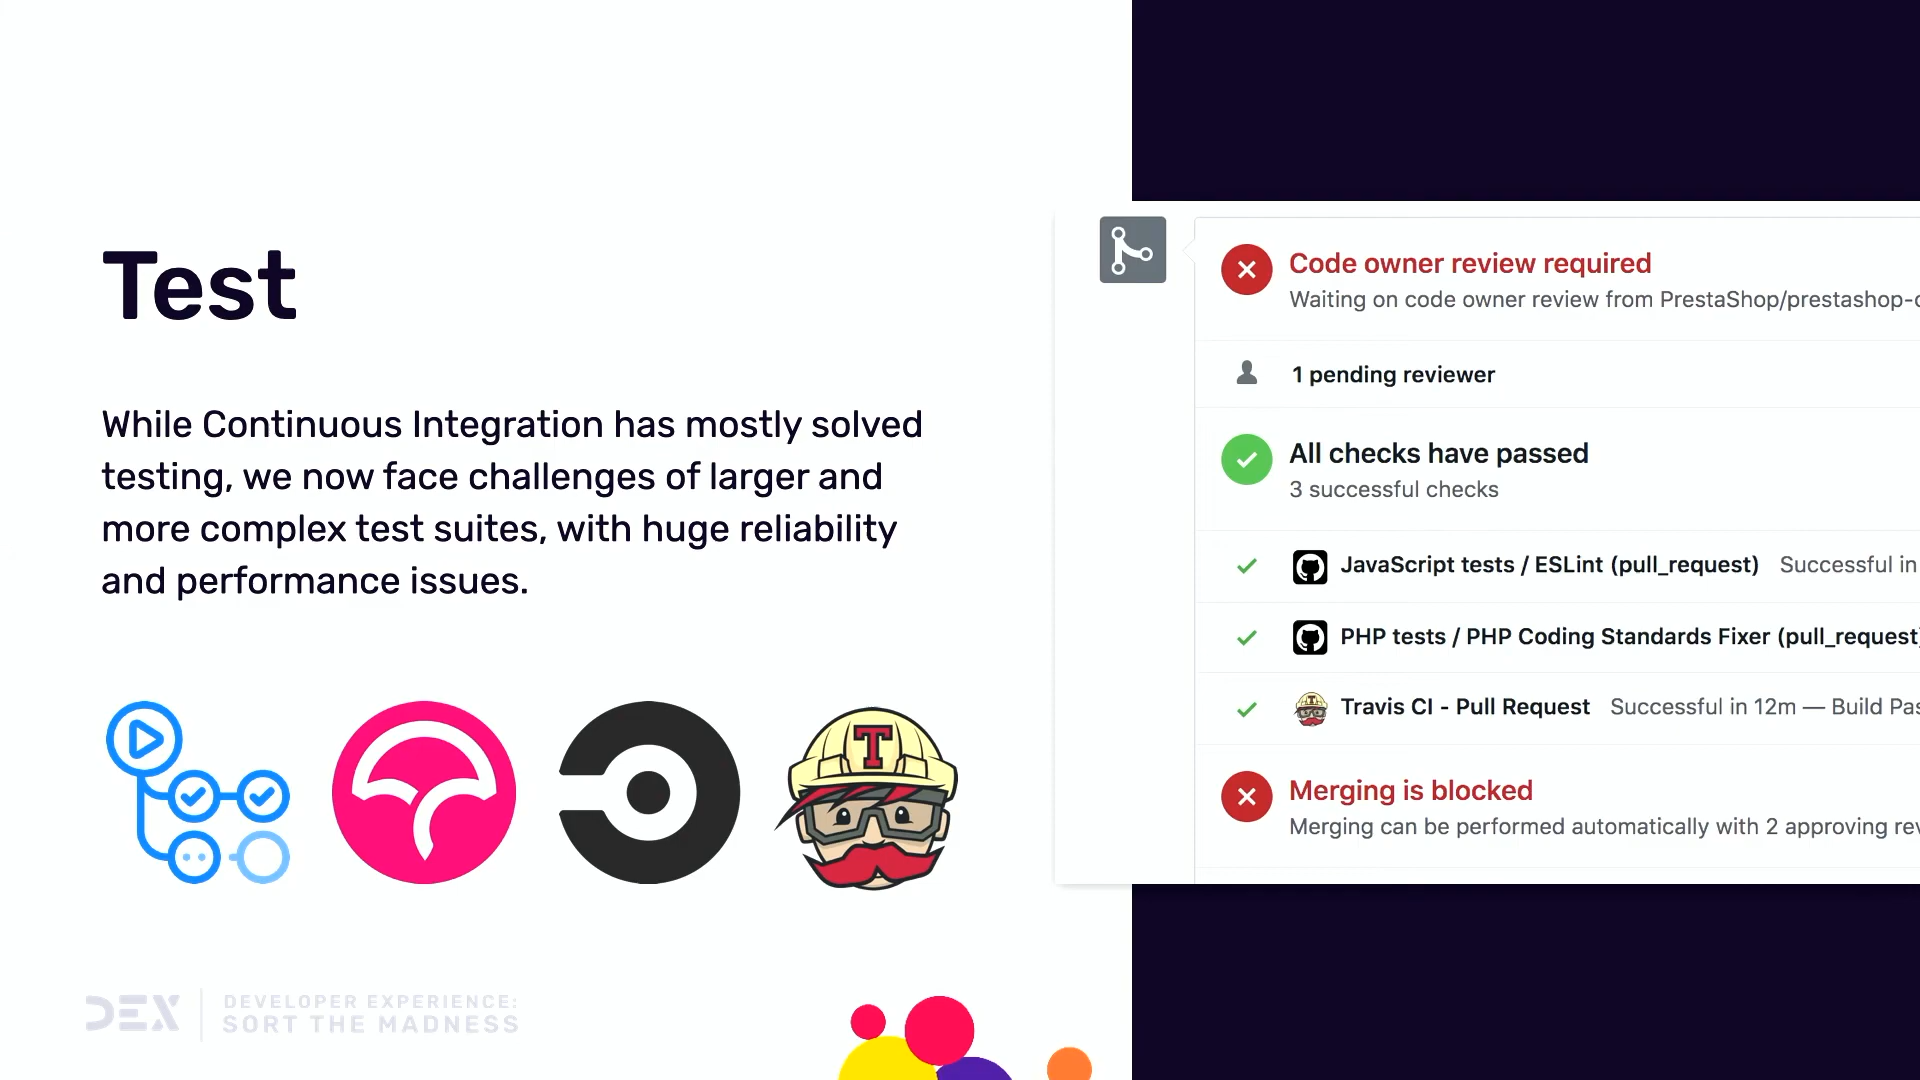 Test
While Continuous Integration has mostly solved
testing, we now face challenges of larger and
more complex test suites, with huge reliability
and performance issues.
T
DEX
DEVELOPER EXPERIENCE:
SORT THE MADNESS
Code owner review required
Waiting on code owner review from PrestaShop/prestashop-
1 pending reviewer
All checks have passed
3 successful checks
JavaScript tests / ESLint (pull_request) Successful in
PHP tests / PHP Coding Standards Fixer (pull_request)
Travis CI - Pull Request Successful in 12m — Build Pas
Merging is blocked
Merging can be performed automatically with 2 approving rev